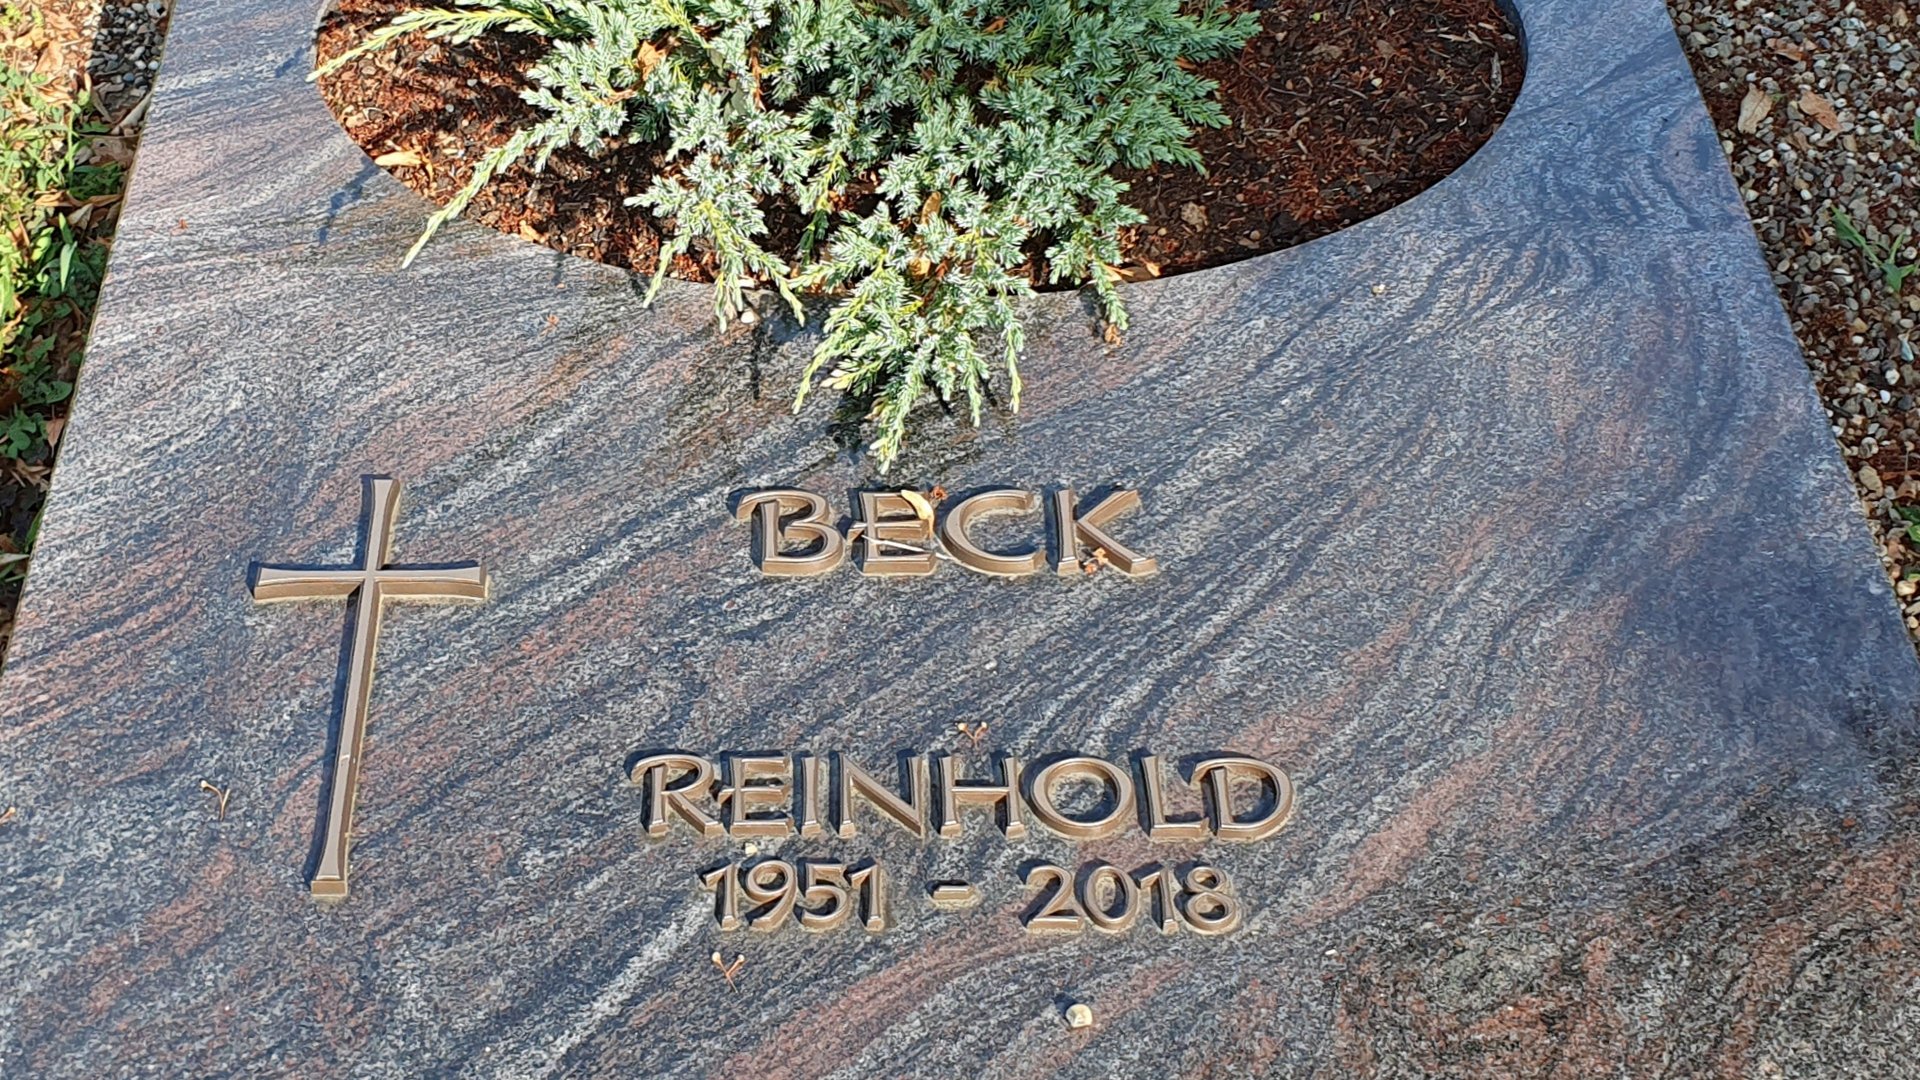 BECK
REINHOLD
1951 - 2018